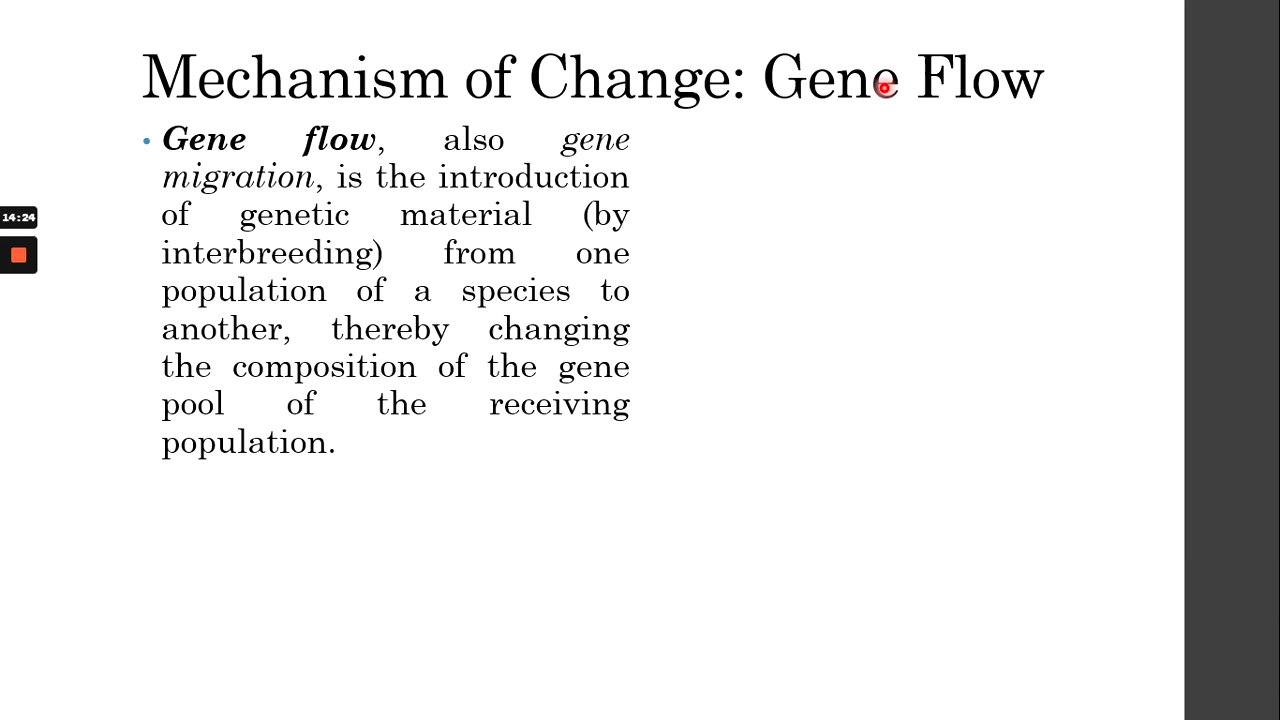 Mechanism of Change: Gene Flow
• Gene flow, also gene
migration, is the introduction
of genetic material (by
interbreeding) from one
population of a species to
another, thereby changing
the composition of the gene
pool of the receiving
population.
14:24